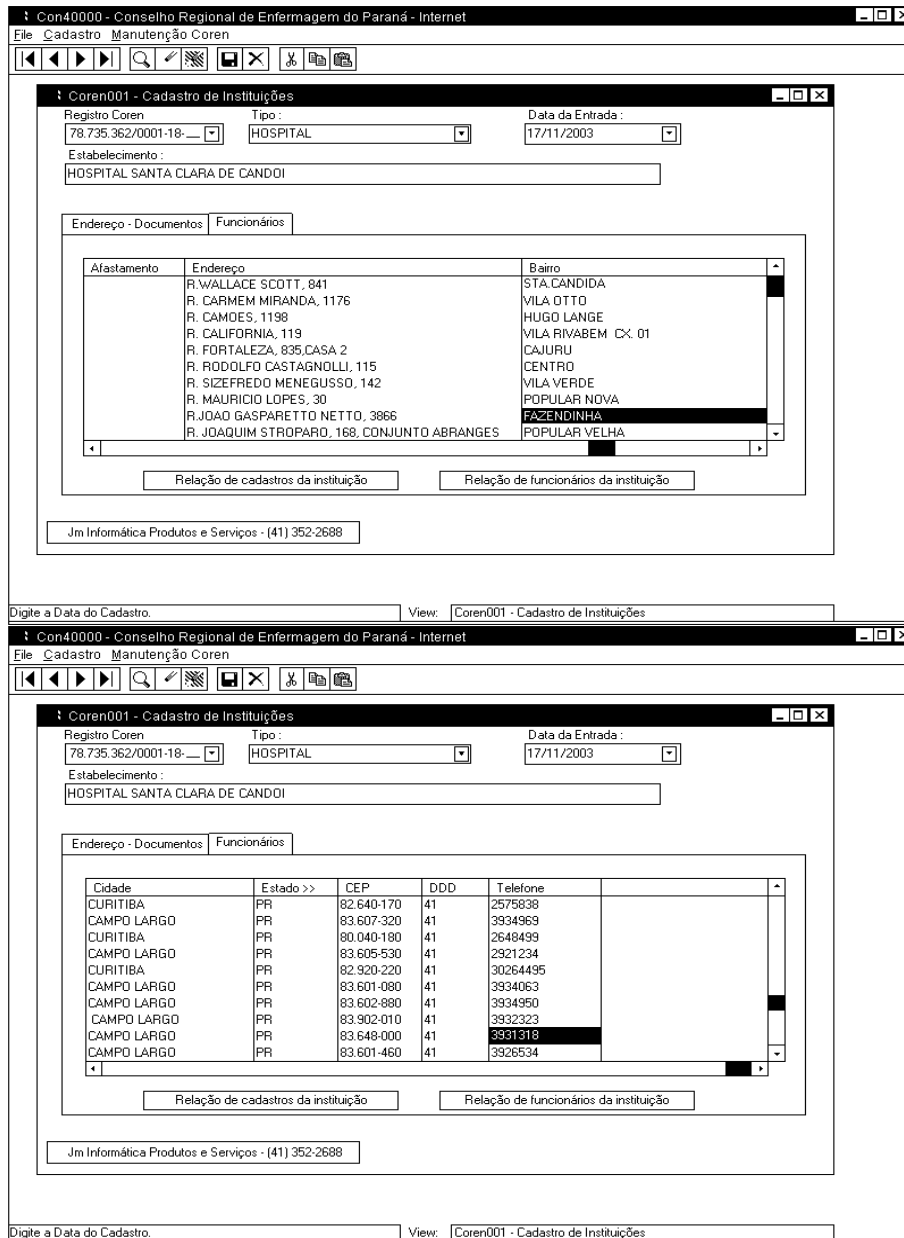 Con40000 - Conselho Regional de Enfermagem do Paraná - Internet
File Cadastro Manutenção Coren
Coren001 - Cadastro de Instituições
Registro Coren Tipo : Data da Entrada :
78.735.362/0001-18-__ HOSPITAL 17/11/2003
Estabelecimento :
HOSPITAL SANTA CLARA DE CANDOI
Endereço - Documentos Funcionários
Afastamento Endereço Bairro
R.WALLACE SCOTT, 841 STA.CANDIDA
R. CARMEM MIRANDA, 1176 VILA OTTO
R. CAMOES, 1198 HUGO LANGE
R. CALIFORNIA, 119 VILA RIVABEM CX. 01
R. FORTALEZA, 835,CASA 2 CAJURU
R. RODOLFO CASTAGNOLLI, 115 CENTRO
R. SIZEFREDO MENEGUSSO, 142 VILA VERDE
R. MAURICIO LOPES, 30 POPULAR NOVA
R.JOAO GASPARETTO NETTO, 3866 FAZENDINHA
R. JOAQUIM STROPARO, 168, CONJUNTO ABRANGES POPULAR VELHA
Relação de cadastros da instituição Relação de funcionários da instituição
Jm Informática Produtos e Serviços - (41) 352-2688
Digite a Data do Cadastro. View: Coren001 - Cadastro de Instituições
Con40000 - Conselho Regional de Enfermagem do Paraná - Internet
File Cadastro Manutenção Coren
Coren001 - Cadastro de Instituições
Registro Coren Tipo : Data da Entrada :
78.735.362/0001-18-__ HOSPITAL 17/11/2003
Estabelecimento :
HOSPITAL SANTA CLARA DE CANDOI
Endereço - Documentos Funcionários
Cidade Estado >> CEP DDD Telefone
CURITIBA PR 82.640-170 41 2575838
CAMPO LARGO PR 83.607-320 41 3934969
CURITIBA PR 80.040-180 41 2648499
CAMPO LARGO PR 83.605-530 41 2921234
CURITIBA PR 82.920-220 41 30264495
CAMPO LARGO PR 83.601-080 41 3934063
CAMPO LARGO PR 83.602-880 41 3934950
CAMPO LARGO PR 83.902-010 41 3932323
CAMPO LARGO PR 83.648-000 41 3931318
CAMPO LARGO PR 83.601-460 41 3926534
Relação de cadastros da instituição Relação de funcionários da instituição
Jm Informática Produtos e Serviços - (41) 352-2688
Digite a Data do Cadastro. View: Coren001 - Cadastro de Instituições